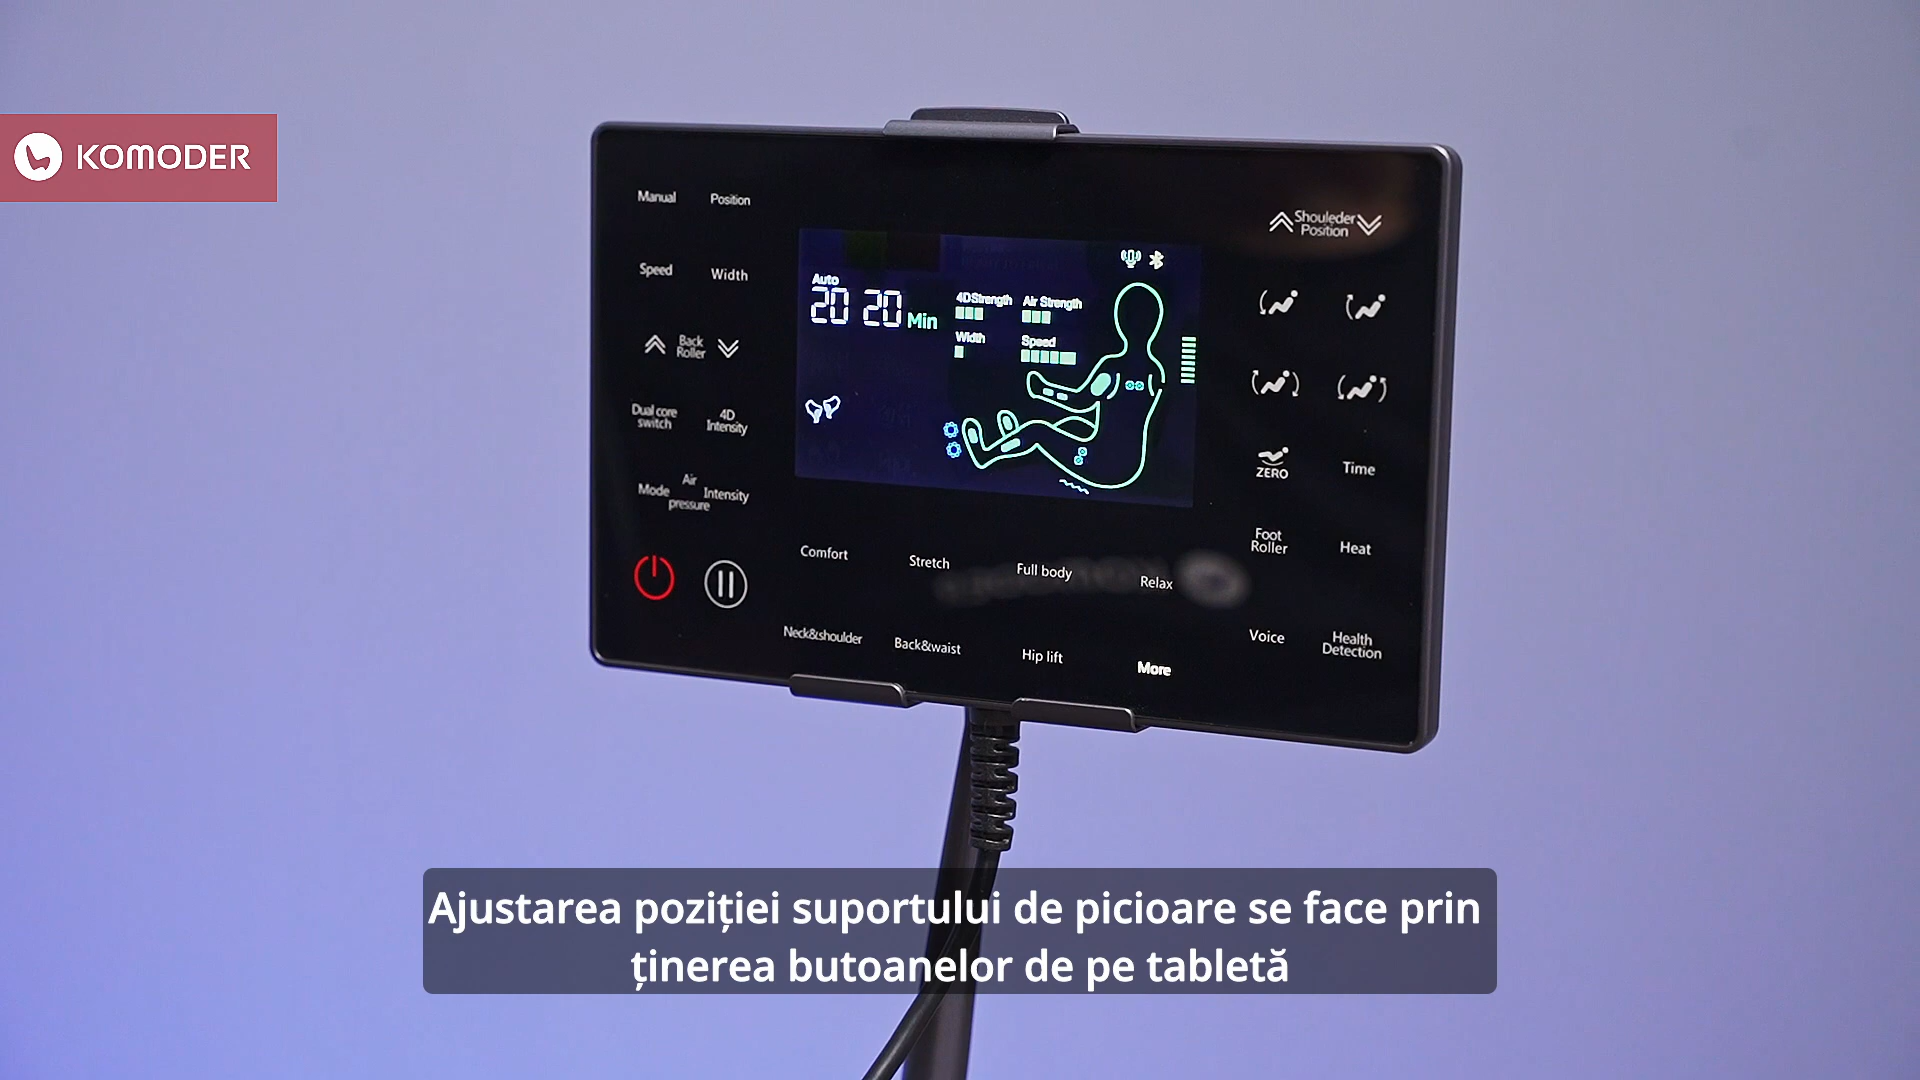 KOMODER
Manual
Position
Speed
Width
Back
Roller
Dual core
switch
4D
Intensity
Mode
Air
pressure
Intensity
Auto
20 20 Min
4DStrength
Air Strength
Width
Speed
Comfort
Stretch
Full body
Relax
Neck&shoulder
Back&waist
Hip lift
More
Shouleder
Position
ZERO
Time
Foot
Roller
Heat
Voice
Health
Detection
Ajustarea poziției suportului de picioare se face prin
ținerea butoanelor de pe tabletă